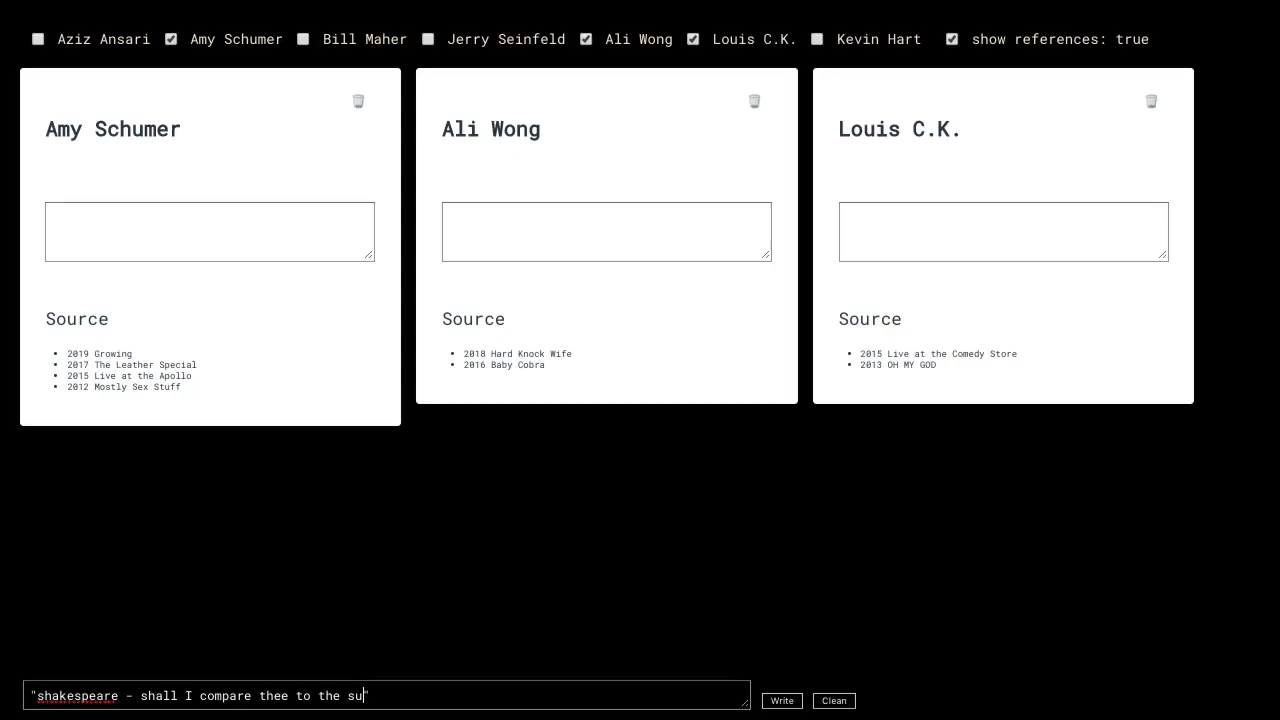 Aziz Ansari Amy Schumer Bill Maher Jerry Seinfeld Ali Wong Louis C.K. Kevin Hart show references: true
Amy Schumer
Source
2019 Growing
2017 The Leather Special
2015 Live at the Apollo
2012 Mostly Sex Stuff
Ali Wong
Source
2018 Hard Knock Wife
2016 Baby Cobra
Louis C.K.
Source
2015 Live at the Comedy Store
2013 OH MY GOD
"shakespeare - shall I compare thee to the su"
Write Clean